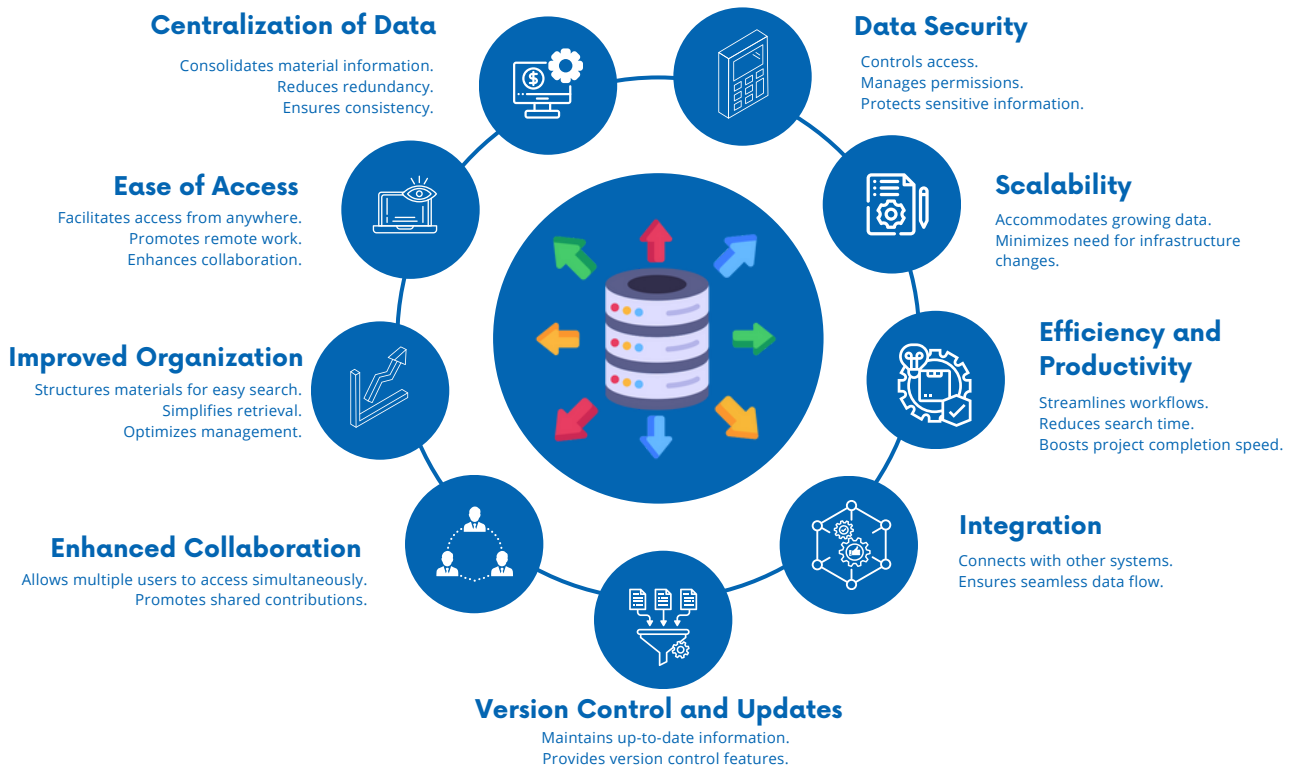 Centralization of Data
Consolidates material information.
Reduces redundancy.
Ensures consistency.
Data Security
Controls access.
Manages permissions.
Protects sensitive information.
Ease of Access
Facilitates access from anywhere.
Promotes remote work.
Enhances collaboration.
Scalability
Accommodates growing data.
Minimizes need for infrastructure
changes.
Improved Organization
Structures materials for easy search.
Simplifies retrieval.
Optimizes management.
Efficiency and
Productivity
Streamlines workflows.
Reduces search time.
Boosts project completion speed.
Enhanced Collaboration
Allows multiple users to access simultaneously.
Promotes shared contributions.
Integration
Connects with other systems.
Ensures seamless data flow.
Version Control and Updates
Maintains up-to-date information.
Provides version control features.